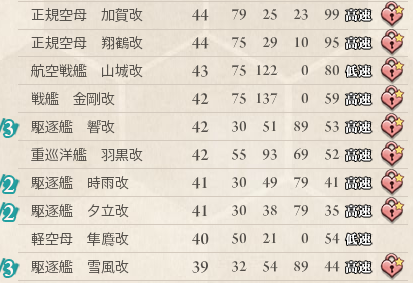 正規空母 加賀改 44 79 25 23 99 高速
正規空母 翔鶴改 44 75 29 10 95 高速
航空戦艦 山城改 43 75 122 0 80 低速
戦艦 金剛改 42 75 137 0 59 高速
3 駆逐艦 響改 42 30 51 89 53 高速
重巡洋艦 羽黒改 42 55 93 69 52 高速
2 駆逐艦 時雨改 41 30 49 79 41 高速
2 駆逐艦 夕立改 41 30 38 79 35 高速
軽空母 隼鷹改 40 50 21 0 54 低速
3 駆逐艦 雪風改 39 32 54 89 44 高速